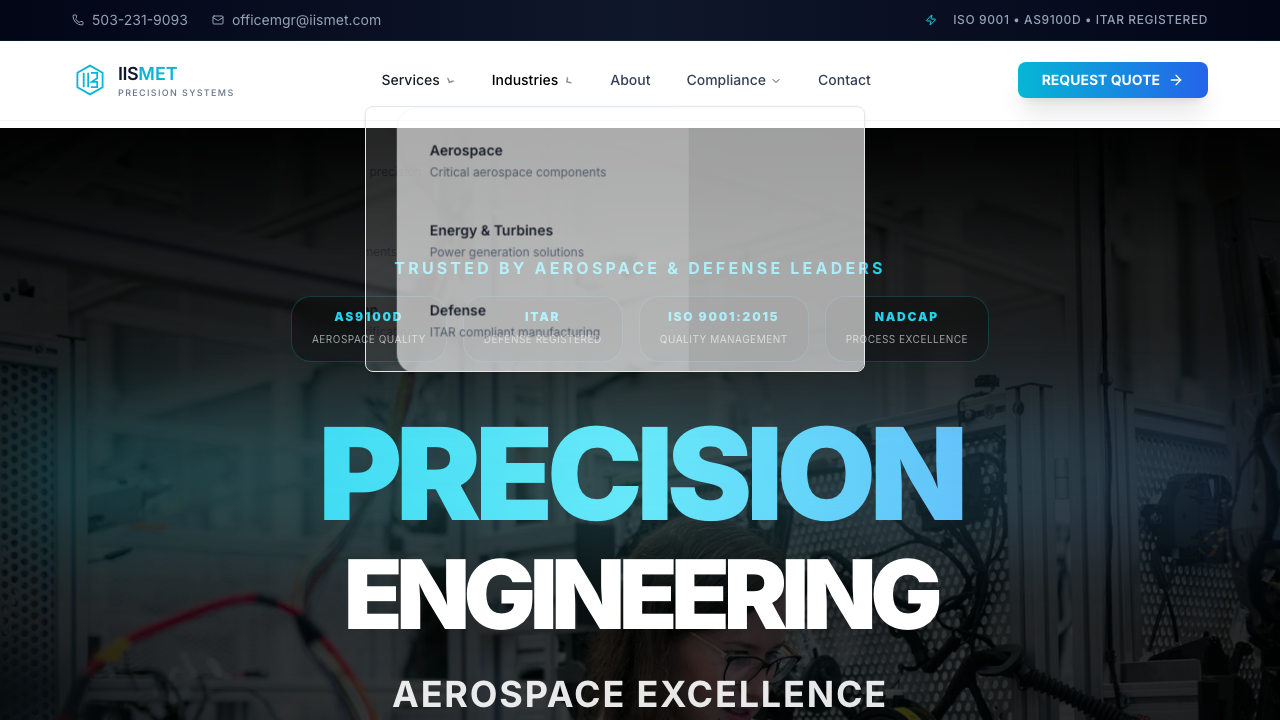 503-231-9093
officemgr@iismet.com
ISO 9001 • AS9100D • ITAR REGISTERED
IISMET
PRECISION SYSTEMS
Services
Industries
About
Compliance
Contact
REQUEST QUOTE
Aerospace
Critical aerospace components
Energy & Turbines
Power generation solutions
TRUSTED BY AEROSPACE & DEFENSE LEADERS
Defense
ITAR compliant manufacturing
AS9100D
AEROSPACE QUALITY
ITAR
DEFENSE REGISTERED
ISO 9001:2015
QUALITY MANAGEMENT
NADCAP
PROCESS EXCELLENCE
PRECISION
ENGINEERING
AEROSPACE EXCELLENCE